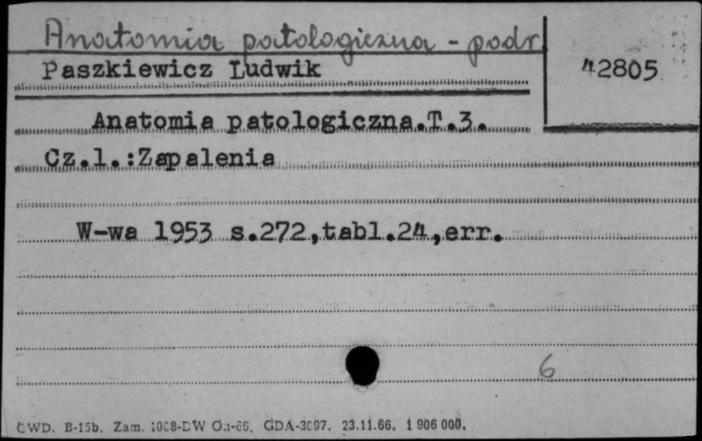 Anatomia patologiczna - podr
Paszkiewicz Ludwik
42805
Anatomia patologiczna.T.3.
Cz.1.:Zapalenia
W-wa 1953 s.272,tabl.24,err.
6
CWD. B-15b. Zam. 1008-DW Om-66. GDA-3097. 23.11.66. 1 906 000.